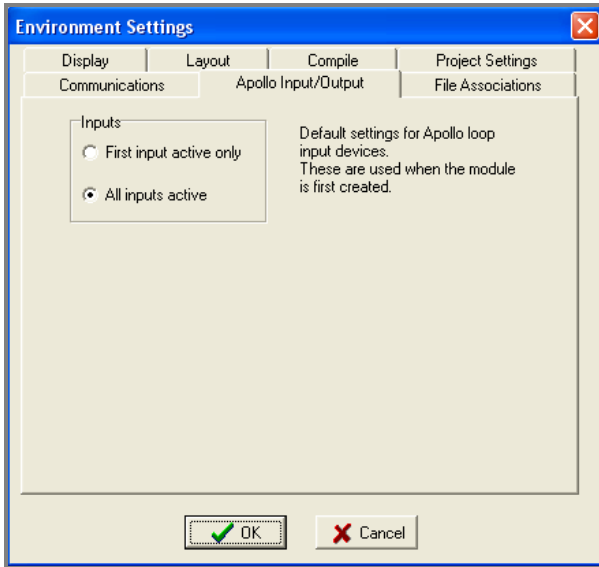 Environment Settings
Display
Layout
Compile
Project Settings
Communications
Apollo Input/Output
File Associations
Inputs
First input active only
All inputs active
Default settings for Apollo loop
input devices.
These are used when the module
is first created.
OK
Cancel